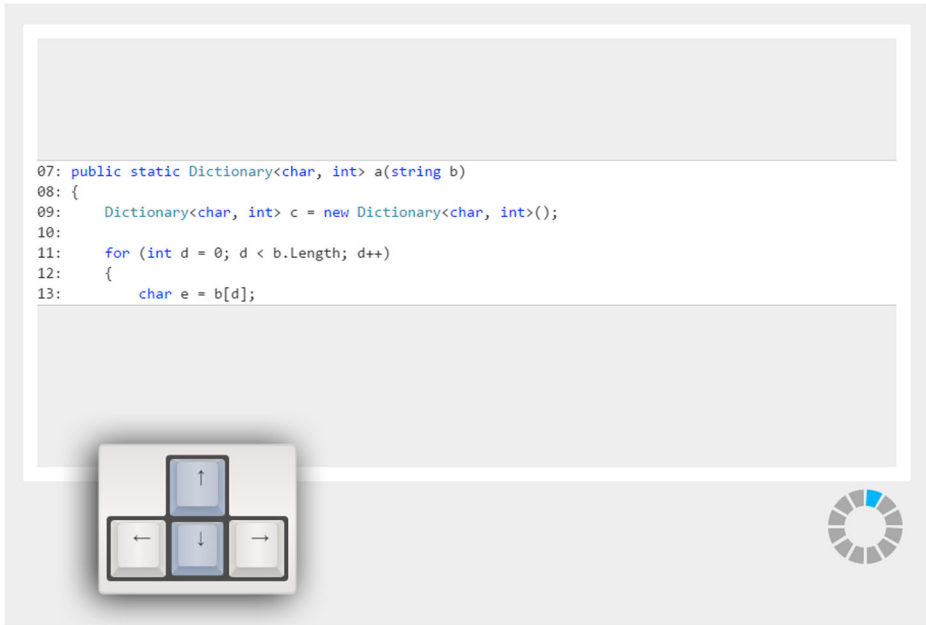 07: public static Dictionary<char, int> a(string b)
08: {
09:     Dictionary<char, int> c = new Dictionary<char, int>();
10:
11:     for (int d = 0; d < b.Length; d++)
12:     {
13:         char e = b[d];
↑
← ↓ →